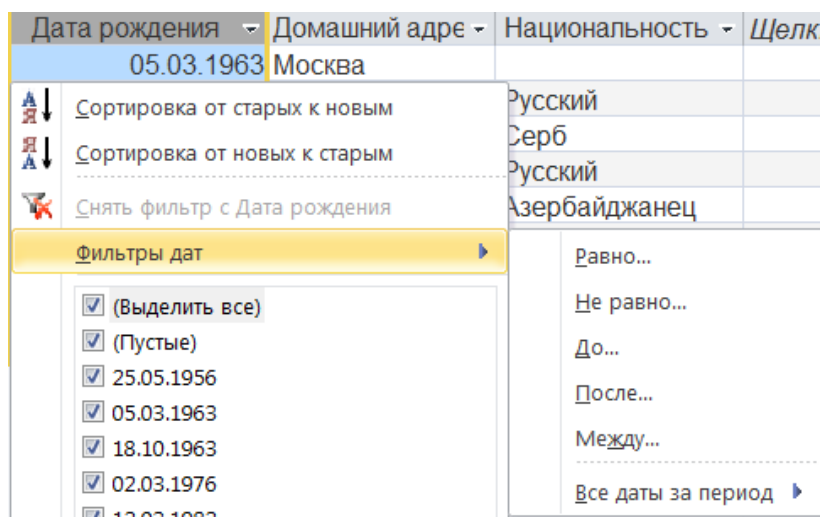 Дата рождения Домашний адре Национальность Щелк
05.03.1963 Москва
Сортировка от старых к новым
Русский
Серб
Сортировка от новых к старым
Русский
Снять фильтр с Дата рождения
Азербайджанец
Фильтры дат
Равно...
(Выделить все)
Не равно...
(Пустые)
До...
25.05.1956
После...
05.03.1963
Между...
18.10.1963
02.03.1976
Все даты за период